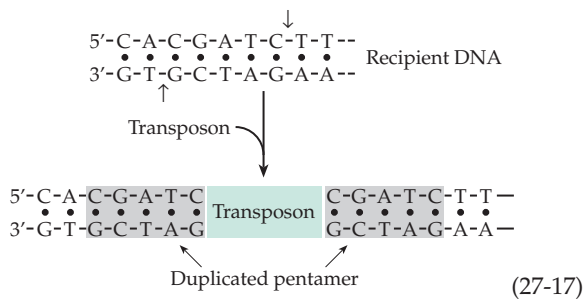 5′-C-A-C-G-A-T-C-T-T--
3′-G-T-G-C-T-A-G-A-A--
Recipient DNA
Transposon
5′-C-A-C-G-A-T-C Transposon C-G-A-T-C-T-T—
3′-G-T-G-C-T-A-G G-C-T-A-G-A-A—
Duplicated pentamer
(27-17)